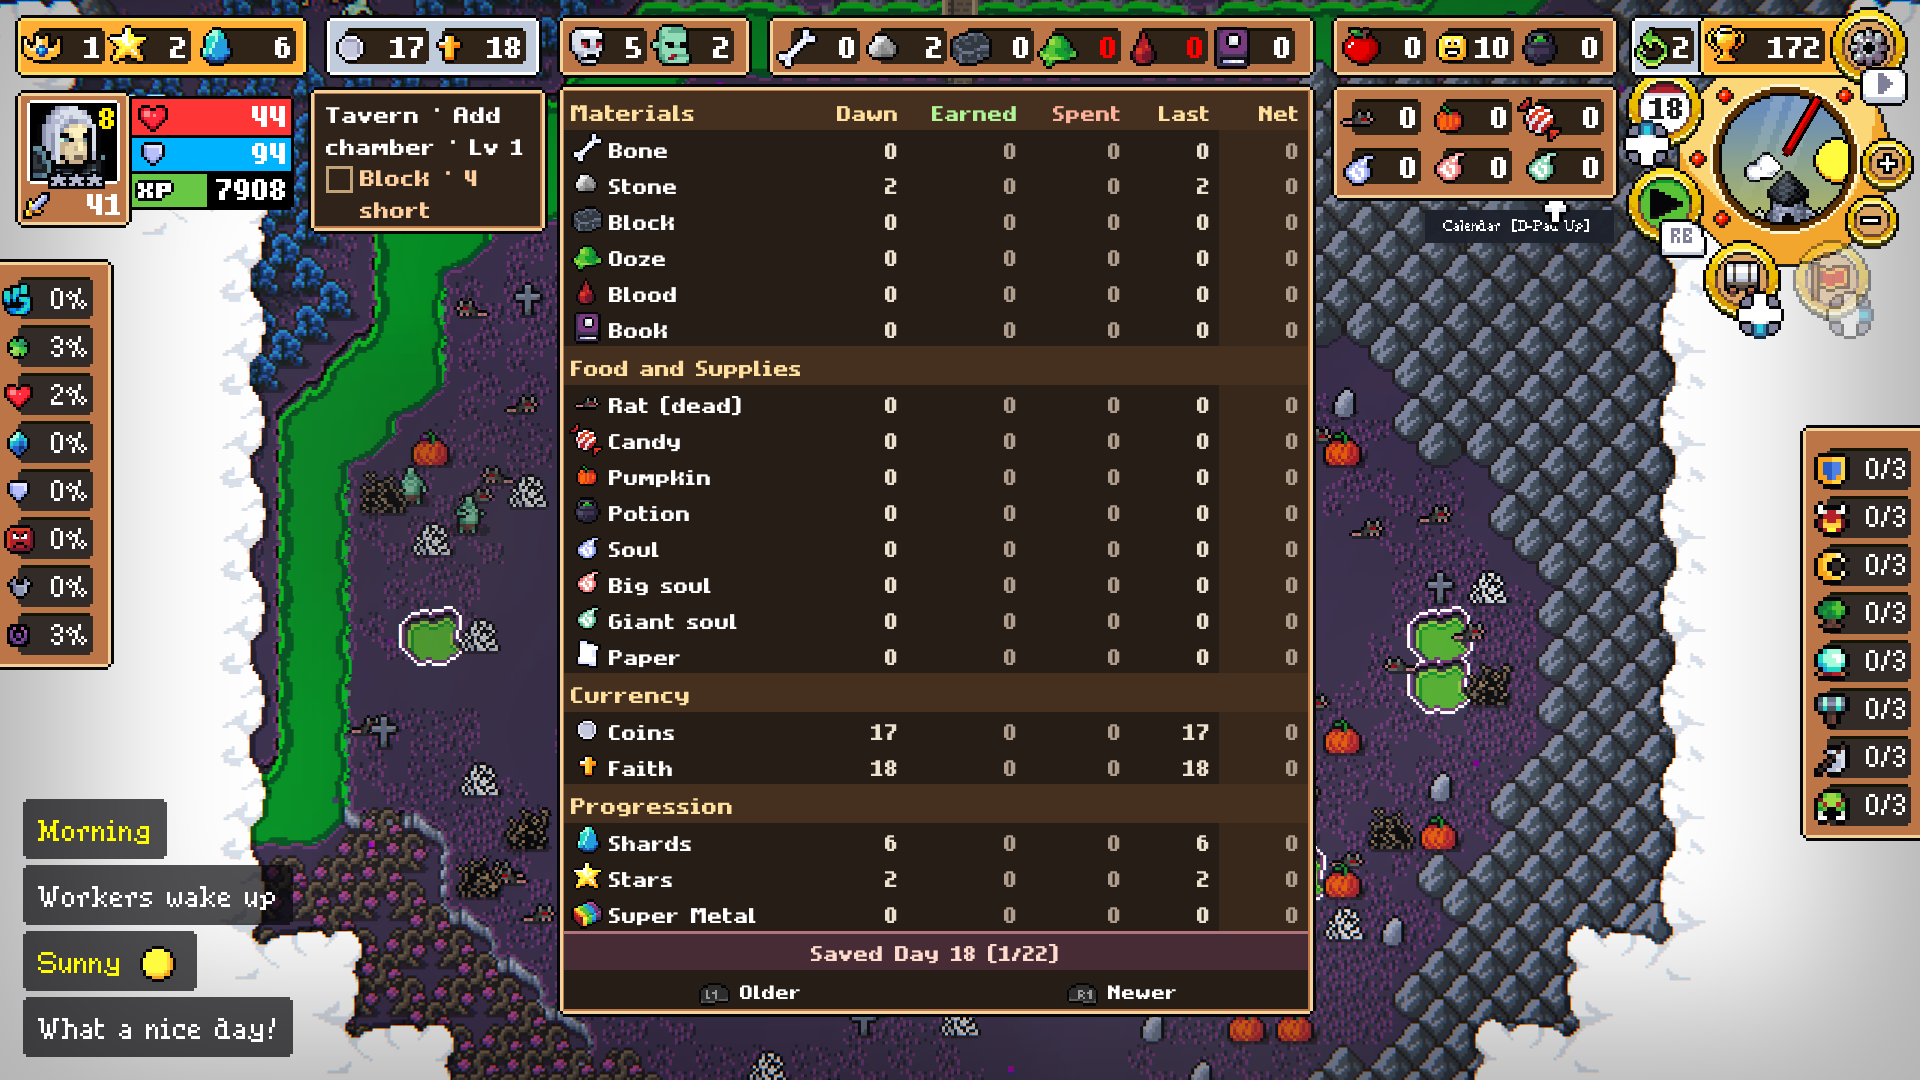 1 2 6
17 18
5 2
0 2 0 0 0 0
0 10 0
2 172
8
44
94
XP 7908
41
Tavern · Add
chamber · Lv 1
Block · 4
short
0 0 0
0 0 0
18
Calendar [D-Pad Up]
RB
0%
3%
2%
0%
0%
0%
0%
3%
Materials Dawn Earned Spent Last Net
Bone 0 0 0 0 0
Stone 2 0 0 2 0
Block 0 0 0 0 0
Ooze 0 0 0 0 0
Blood 0 0 0 0 0
Book 0 0 0 0 0
Food and Supplies
Rat (dead) 0 0 0 0 0
Candy 0 0 0 0 0
Pumpkin 0 0 0 0 0
Potion 0 0 0 0 0
Soul 0 0 0 0 0
Big soul 0 0 0 0 0
Giant soul 0 0 0 0 0
Paper 0 0 0 0 0
Currency
Coins 17 0 0 17 0
Faith 18 0 0 18 0
Progression
Shards 6 0 0 6 0
Stars 2 0 0 2 0
Super Metal 0 0 0 0 0
Saved Day 18 (1/22)
L1 Older R1 Newer
0/3
0/3
0/3
0/3
0/3
0/3
0/3
0/3
Morning
Workers wake up
Sunny
What a nice day!